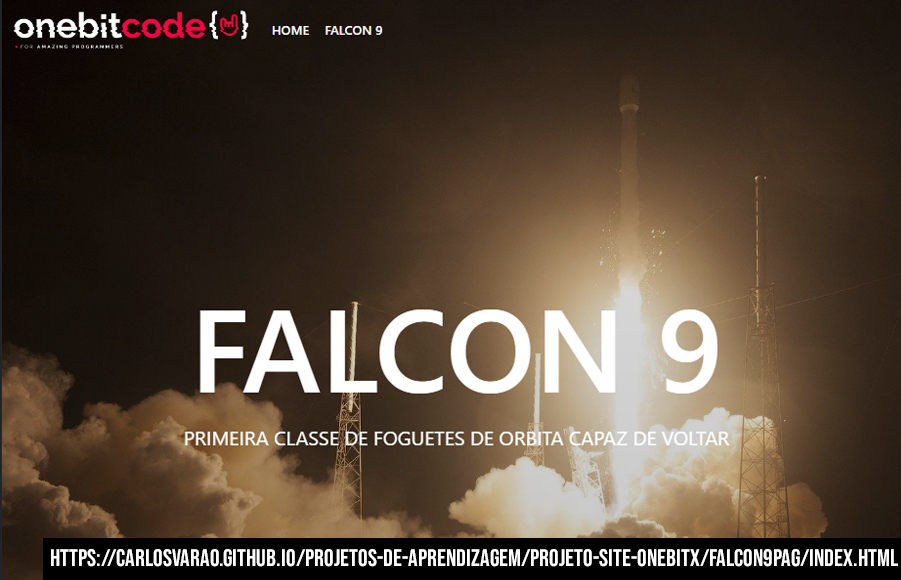 onebitcode{}
FOR AMAZING PROGRAMMERS
HOME
FALCON 9
FALCON 9
PRIMEIRA CLASSE DE FOGUETES DE ORBITA CAPAZ DE VOLTAR
HTTPS://CARLOSVARAO.GITHUB.IO/PROJETOS-DE-APRENDIZAGEM/PROJETO-SITE-ONEBITX/FALCON9PAG/INDEX.HTML